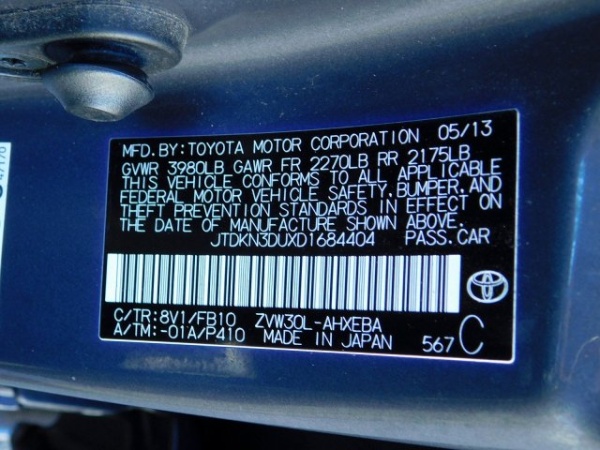 MFD.BY:TOYOTA MOTOR CORPORATION 05/13
GVWR 3980LB GAWR FR 2270LB RR 2175LB
THIS VEHICLE CONFORMS TO ALL APPLICABLE
FEDERAL MOTOR VEHICLE SAFETY,BUMPER,AND
THEFT PREVENTION STANDARDS IN EFFECT ON
THE DATE OF MANUFACTURE SHOWN ABOVE.
JTDKN3DUXD1684404 PASS.CAR
C/TR:8V1/FB10 ZVW30L-AHXEBA
A/TM:-01A/P410 MADE IN JAPAN 567 C